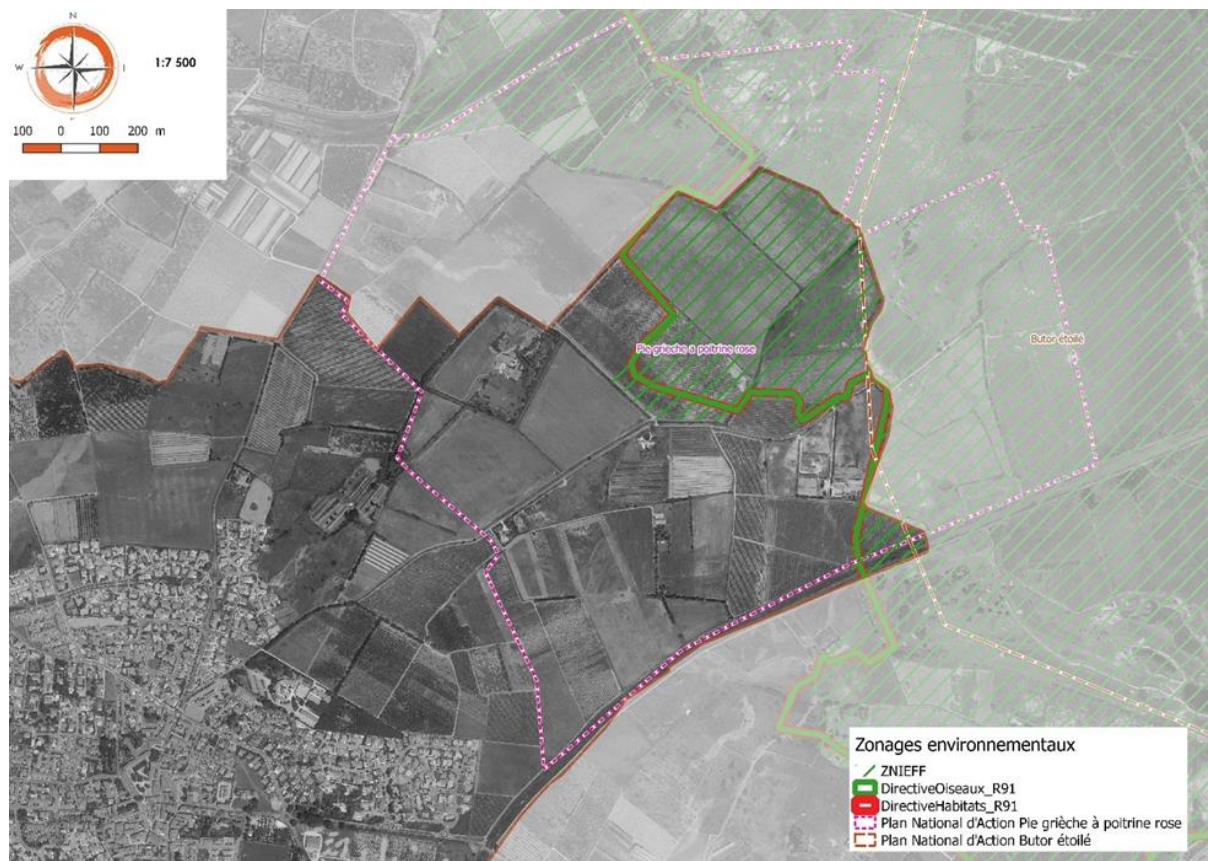 N
W
1:7 500
100 0 100 200 m
Pie grièche a poitrine rose
Butor étoilé
Zonages environnementaux
ZNIEFF
DirectiveOiseaux_R91
DirectiveHabitats_R91
Plan National d'Action Pie grièche à poitrine rose
Plan National d'Action Butor étoilé